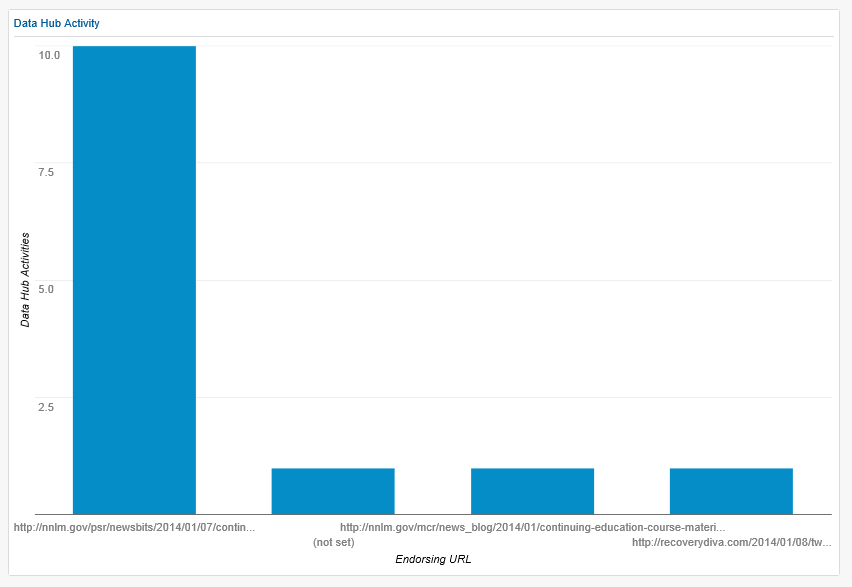 Data Hub Activity
10.0
7.5
5.0
2.5
Data Hub Activities
http://nnlm.gov/psr/newsbits/2014/01/07/contin...
(not set)
http://nnlm.gov/mcr/news_blog/2014/01/continuing-education-course-materi...
http://recoverydiva.com/2014/01/08/tw...
Endorsing URL